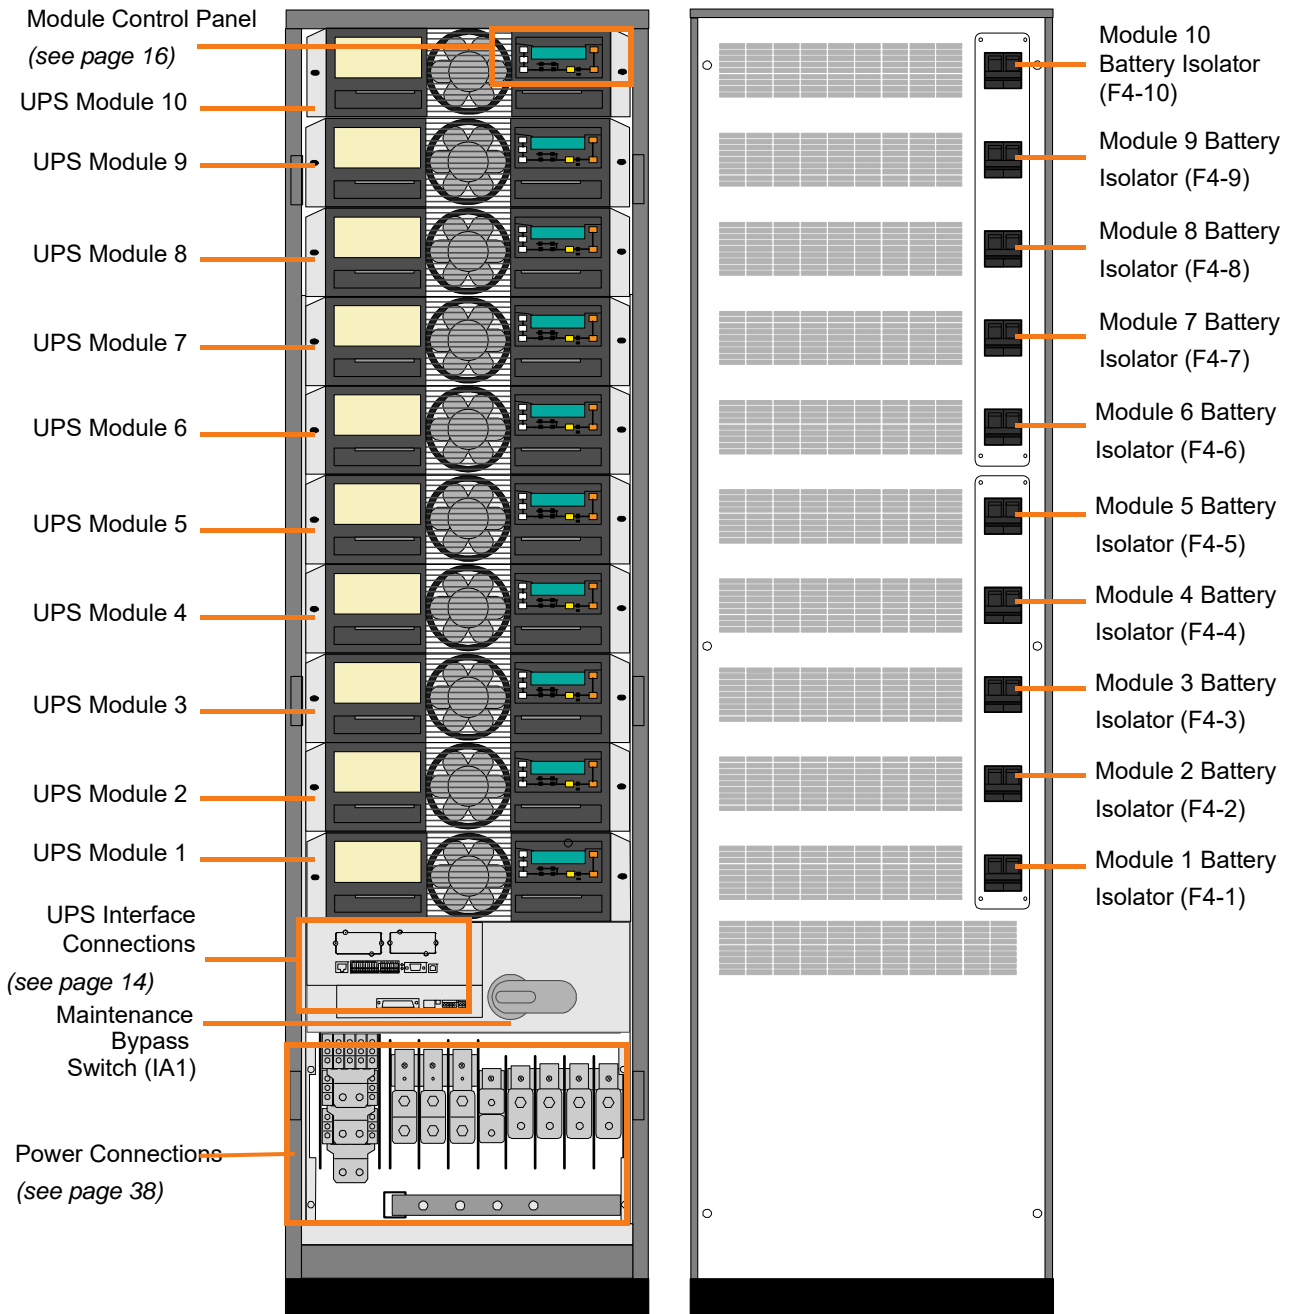 Module Control Panel
(see page 16)
UPS Module 10
UPS Module 9
UPS Module 8
UPS Module 7
UPS Module 6
UPS Module 5
UPS Module 4
UPS Module 3
UPS Module 2
UPS Module 1
UPS Interface
Connections
(see page 14)
Maintenance
Bypass
Switch (IA1)
Power Connections
(see page 38)
Module 10
Battery Isolator
(F4-10)
Module 9 Battery
Isolator (F4-9)
Module 8 Battery
Isolator (F4-8)
Module 7 Battery
Isolator (F4-7)
Module 6 Battery
Isolator (F4-6)
Module 5 Battery
Isolator (F4-5)
Module 4 Battery
Isolator (F4-4)
Module 3 Battery
Isolator (F4-3)
Module 2 Battery
Isolator (F4-2)
Module 1 Battery
Isolator (F4-1)